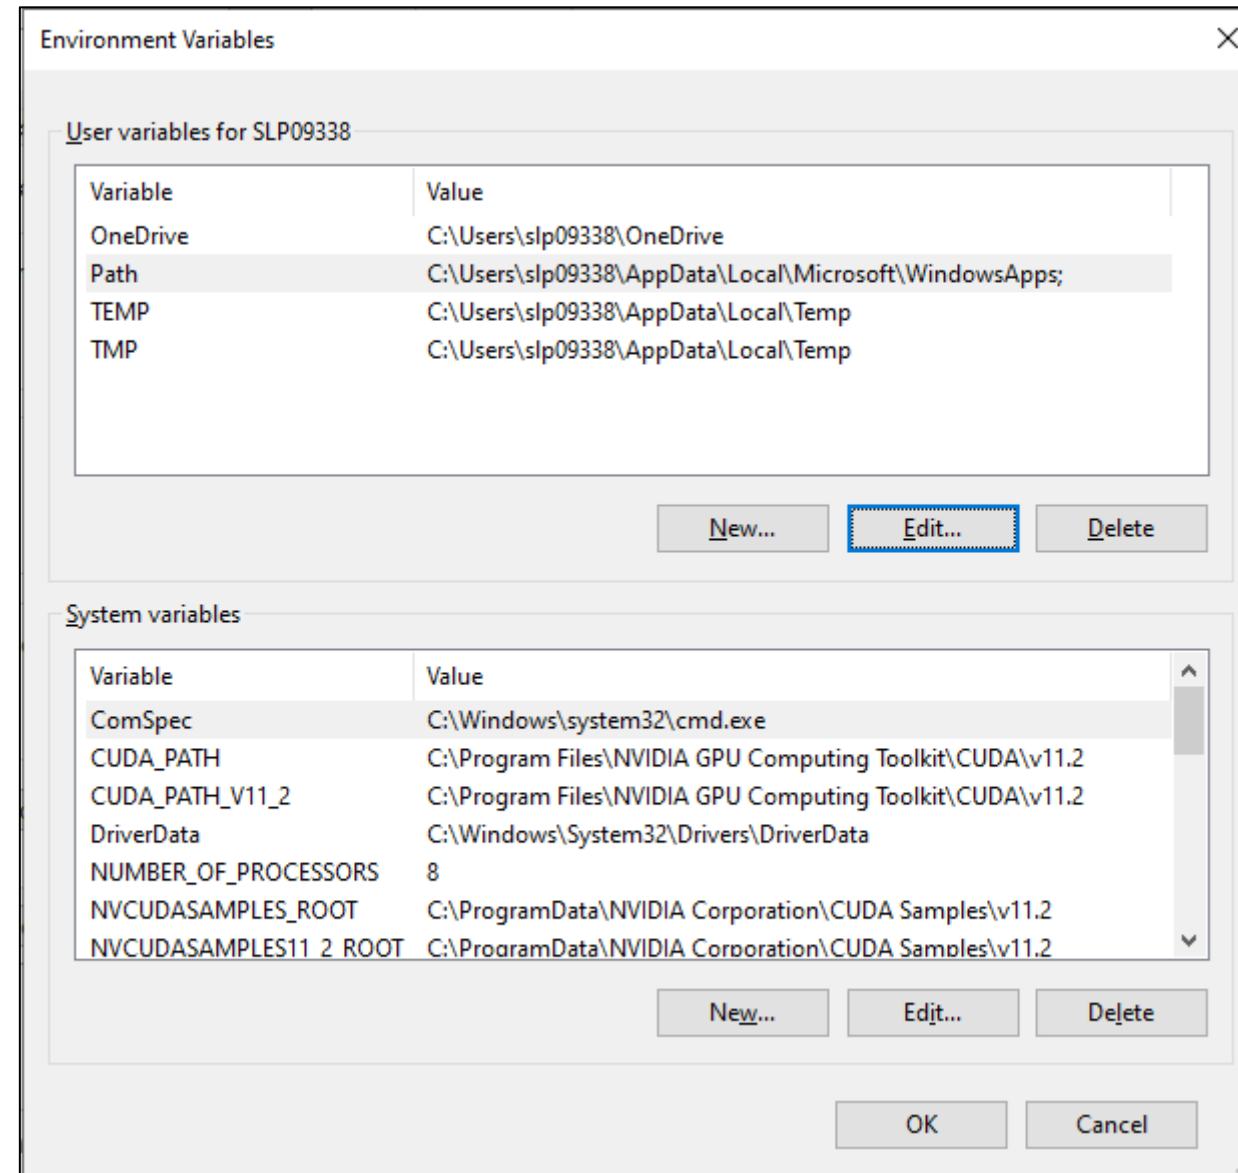 Environment Variables
User variables for SLP09338
Variable Value
OneDrive C:\Users\slp09338\OneDrive
Path C:\Users\slp09338\AppData\Local\Microsoft\WindowsApps;
TEMP C:\Users\slp09338\AppData\Local\Temp
TMP C:\Users\slp09338\AppData\Local\Temp
New... Edit... Delete
System variables
Variable Value
ComSpec C:\Windows\system32\cmd.exe
CUDA_PATH C:\Program Files\NVIDIA GPU Computing Toolkit\CUDA\v11.2
CUDA_PATH_V11_2 C:\Program Files\NVIDIA GPU Computing Toolkit\CUDA\v11.2
DriverData C:\Windows\System32\Drivers\DriverData
NUMBER_OF_PROCESSORS 8
NVCUDASAMPLES_ROOT C:\ProgramData\NVIDIA Corporation\CUDA Samples\v11.2
NVCUDASAMPLES11_2_ROOT C:\ProgramData\NVIDIA Corporation\CUDA Samples\v11.2
New... Edit... Delete
OK Cancel